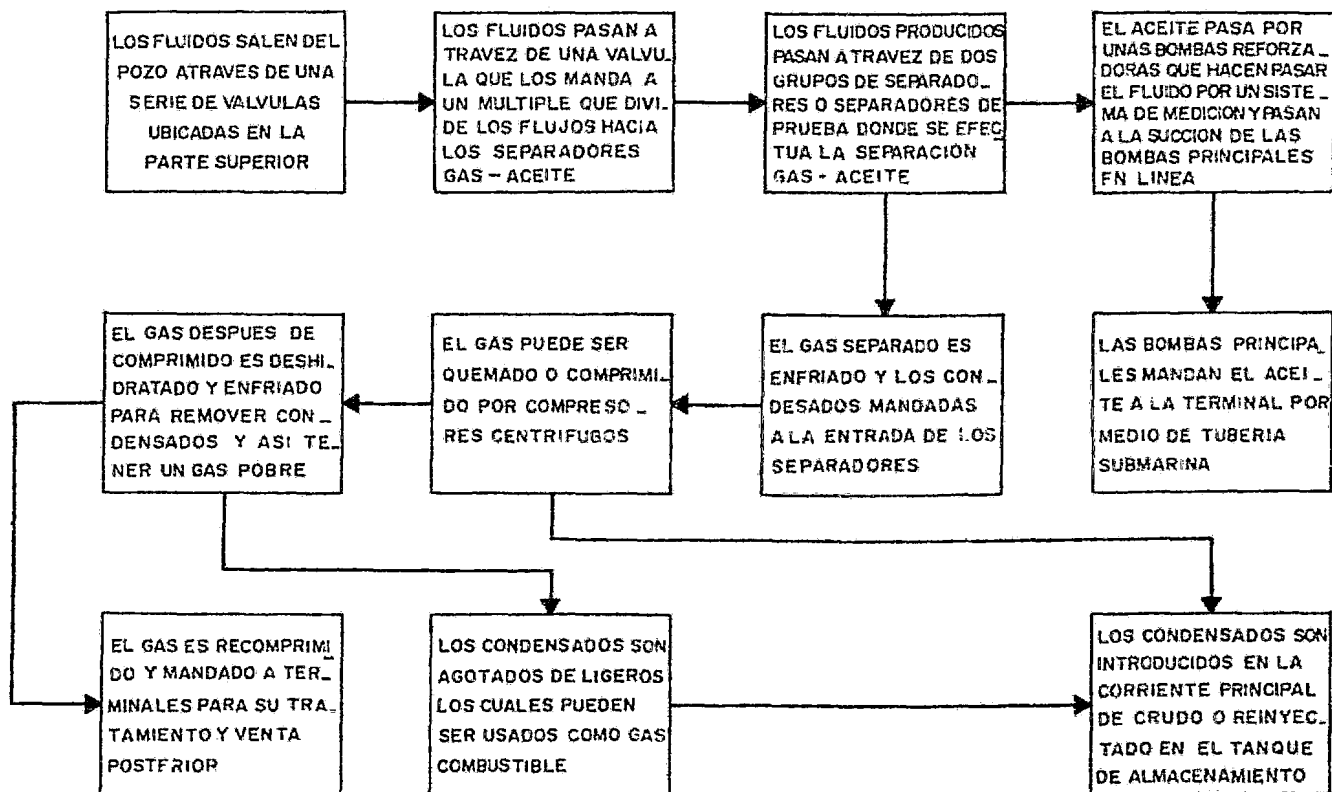 LOS FLUIDOS SALEN DEL
POZO ATRAVES DE UNA
SERIE DE VALVULAS
UBICADAS EN LA
PARTE SUPERIOR
LOS FLUIDOS PASAN A
TRAVEZ DE UNA VALVU_
LA QUE LOS MANDA A
UN MULTIPLE QUE DIVI_
DE LOS FLUJOS HACIA
LOS SEPARADORES
GAS - ACEITE
LOS FLUIDOS PRODUCIDOS
PASAN ATRAVEZ DE DOS
GRUPOS DE SEPARADO_
RES O SEPARADORES DE
PRUEBA DONDE SE EFEC_
TUA LA SEPARACIÓN
GAS - ACEITE
EL ACEITE PASA POR
UNAS BOMBAS REFORZA_
DORAS QUE HACEN PASAR
EL FLUIDO POR UN SISTE_
MA DE MEDICION Y PASAN
A LA SUCCION DE LAS
BOMBAS PRINCIPALES
EN LINEA
EL GAS DESPUES DE
COMPRIMIDO ES DESHI_
DRATADO Y ENFRIADO
PARA REMOVER CON_
DENSADOS Y ASI TE_
NER UN GAS POBRE
EL GAS PUEDE SER
QUEMADO O COMPRIMI_
DO POR COMPRESO_
RES CENTRIFUGOS
EL GAS SEPARADO ES
ENFRIADO Y LOS CON_
DESADOS MANDADAS
A LA ENTRADA DE LOS
SEPARADORES
LAS BOMBAS PRINCIPA_
LES MANDAN EL ACEI_
TE A LA TERMINAL POR
MEDIO DE TUBERIA
SUBMARINA
EL GAS ES RECOMPRIMI_
DO Y MANDADO A TER_
MINALES PARA SU TRA_
TAMIENTO Y VENTA
POSTERIOR
LOS CONDENSADOS SON
AGOTADOS DE LIGEROS
LOS CUALES PUEDEN
SER USADOS COMO GAS
COMBUSTIBLE
LOS CONDENSADOS SON
INTRODUCIDOS EN LA
CORRIENTE PRINCIPAL
DE CRUDO O REINYEC_
TADO EN EL TANQUE
DE ALMACENAMIENTO